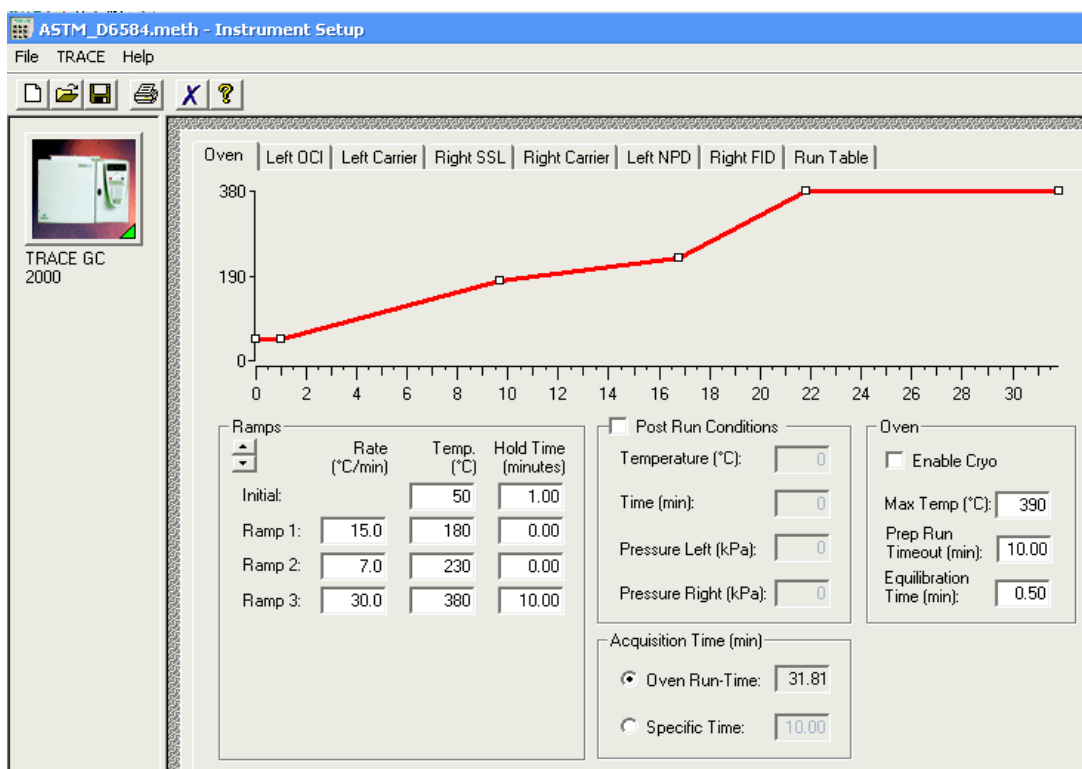 ASTM_D6584.meth - Instrument Setup
File TRACE Help
TRACE GC
2000
Oven Left OCI Left Carrier Right SSL Right Carrier Left NPD Right FID Run Table
380
190
0
0 2 4 6 8 10 12 14 16 18 20 22 24 26 28 30
Ramps
Rate Temp. Hold Time
(°C/min) (°C) (minutes)
Initial: 50 1.00
Ramp 1: 15.0 180 0.00
Ramp 2: 7.0 230 0.00
Ramp 3: 30.0 380 10.00
Post Run Conditions
Temperature (°C): 0
Time (min): 0
Pressure Left (kPa): 0
Pressure Right (kPa): 0
Acquisition Time (min)
Oven Run-Time: 31.81
Specific Time: 10.00
Oven
Enable Cryo
Max Temp (°C): 390
Prep Run
Timeout (min): 10.00
Equilibration
Time (min): 0.50